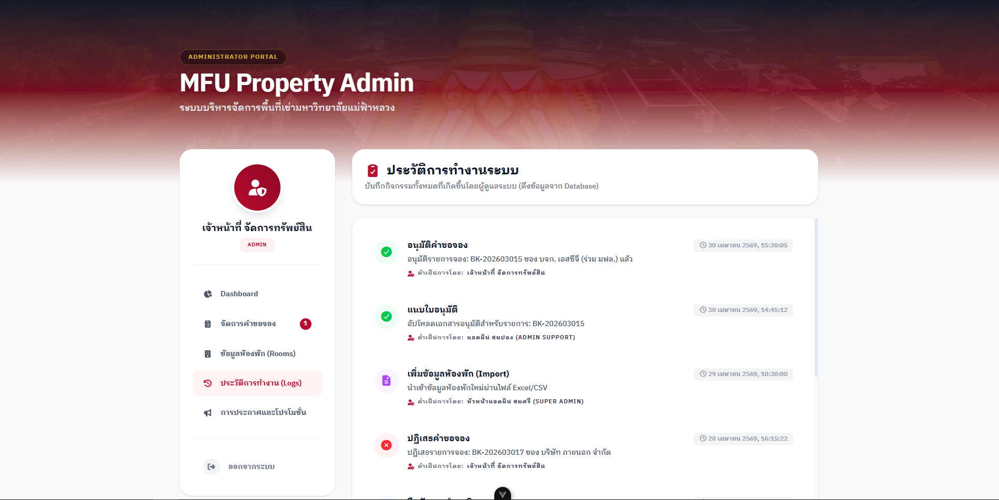 ADMINISTRATOR PORTAL
MFU Property Admin
ระบบบริหารจัดการพื้นที่เช่ามหาวิทยาลัยแม่ฟ้าหลวง
เจ้าหน้าที่ จัดการทรัพย์สิน
ADMIN
Dashboard
จัดการคำขอจอง 1
ข้อมูลห้องพัก (Rooms)
ประวัติการทำงาน (Logs)
การประกาศและโปรโมชั่น
ออกจากระบบ
ประวัติการทำงานระบบ
บันทึกกิจกรรมทั้งหมดที่เกิดขึ้นโดยผู้ดูแลระบบ (ดึงข้อมูลจาก Database)
อนุมัติคำขอจอง 30 เมษายน 2569, 15:20:05
อนุมัติรายการจอง: BK-202603015 ของ บจก. เอสซีจี (ร่วม มฟล.) แล้ว
ดำเนินการโดย: เจ้าหน้าที่ จัดการทรัพย์สิน
แนบใบอนุมัติ 30 เมษายน 2569, 14:45:12
อัปโหลดเอกสารอนุมัติสำหรับรายการ: BK-202603015
ดำเนินการโดย: แอดมิน สมปอง (ADMIN SUPPORT)
เพิ่มข้อมูลห้องพัก (Import) 29 เมษายน 2569, 10:30:00
นำเข้าข้อมูลห้องพักใหม่ผ่านไฟล์ Excel/CSV
ดำเนินการโดย: หัวหน้าแอดมิน สมศรี (SUPER ADMIN)
ปฏิเสธคำขอจอง 28 เมษายน 2569, 16:15:22
ปฏิเสธรายการจอง: BK-202603017 ของ บริษัท ภายนอก จำกัด
ดำเนินการโดย: เจ้าหน้าที่ จัดการทรัพย์สิน